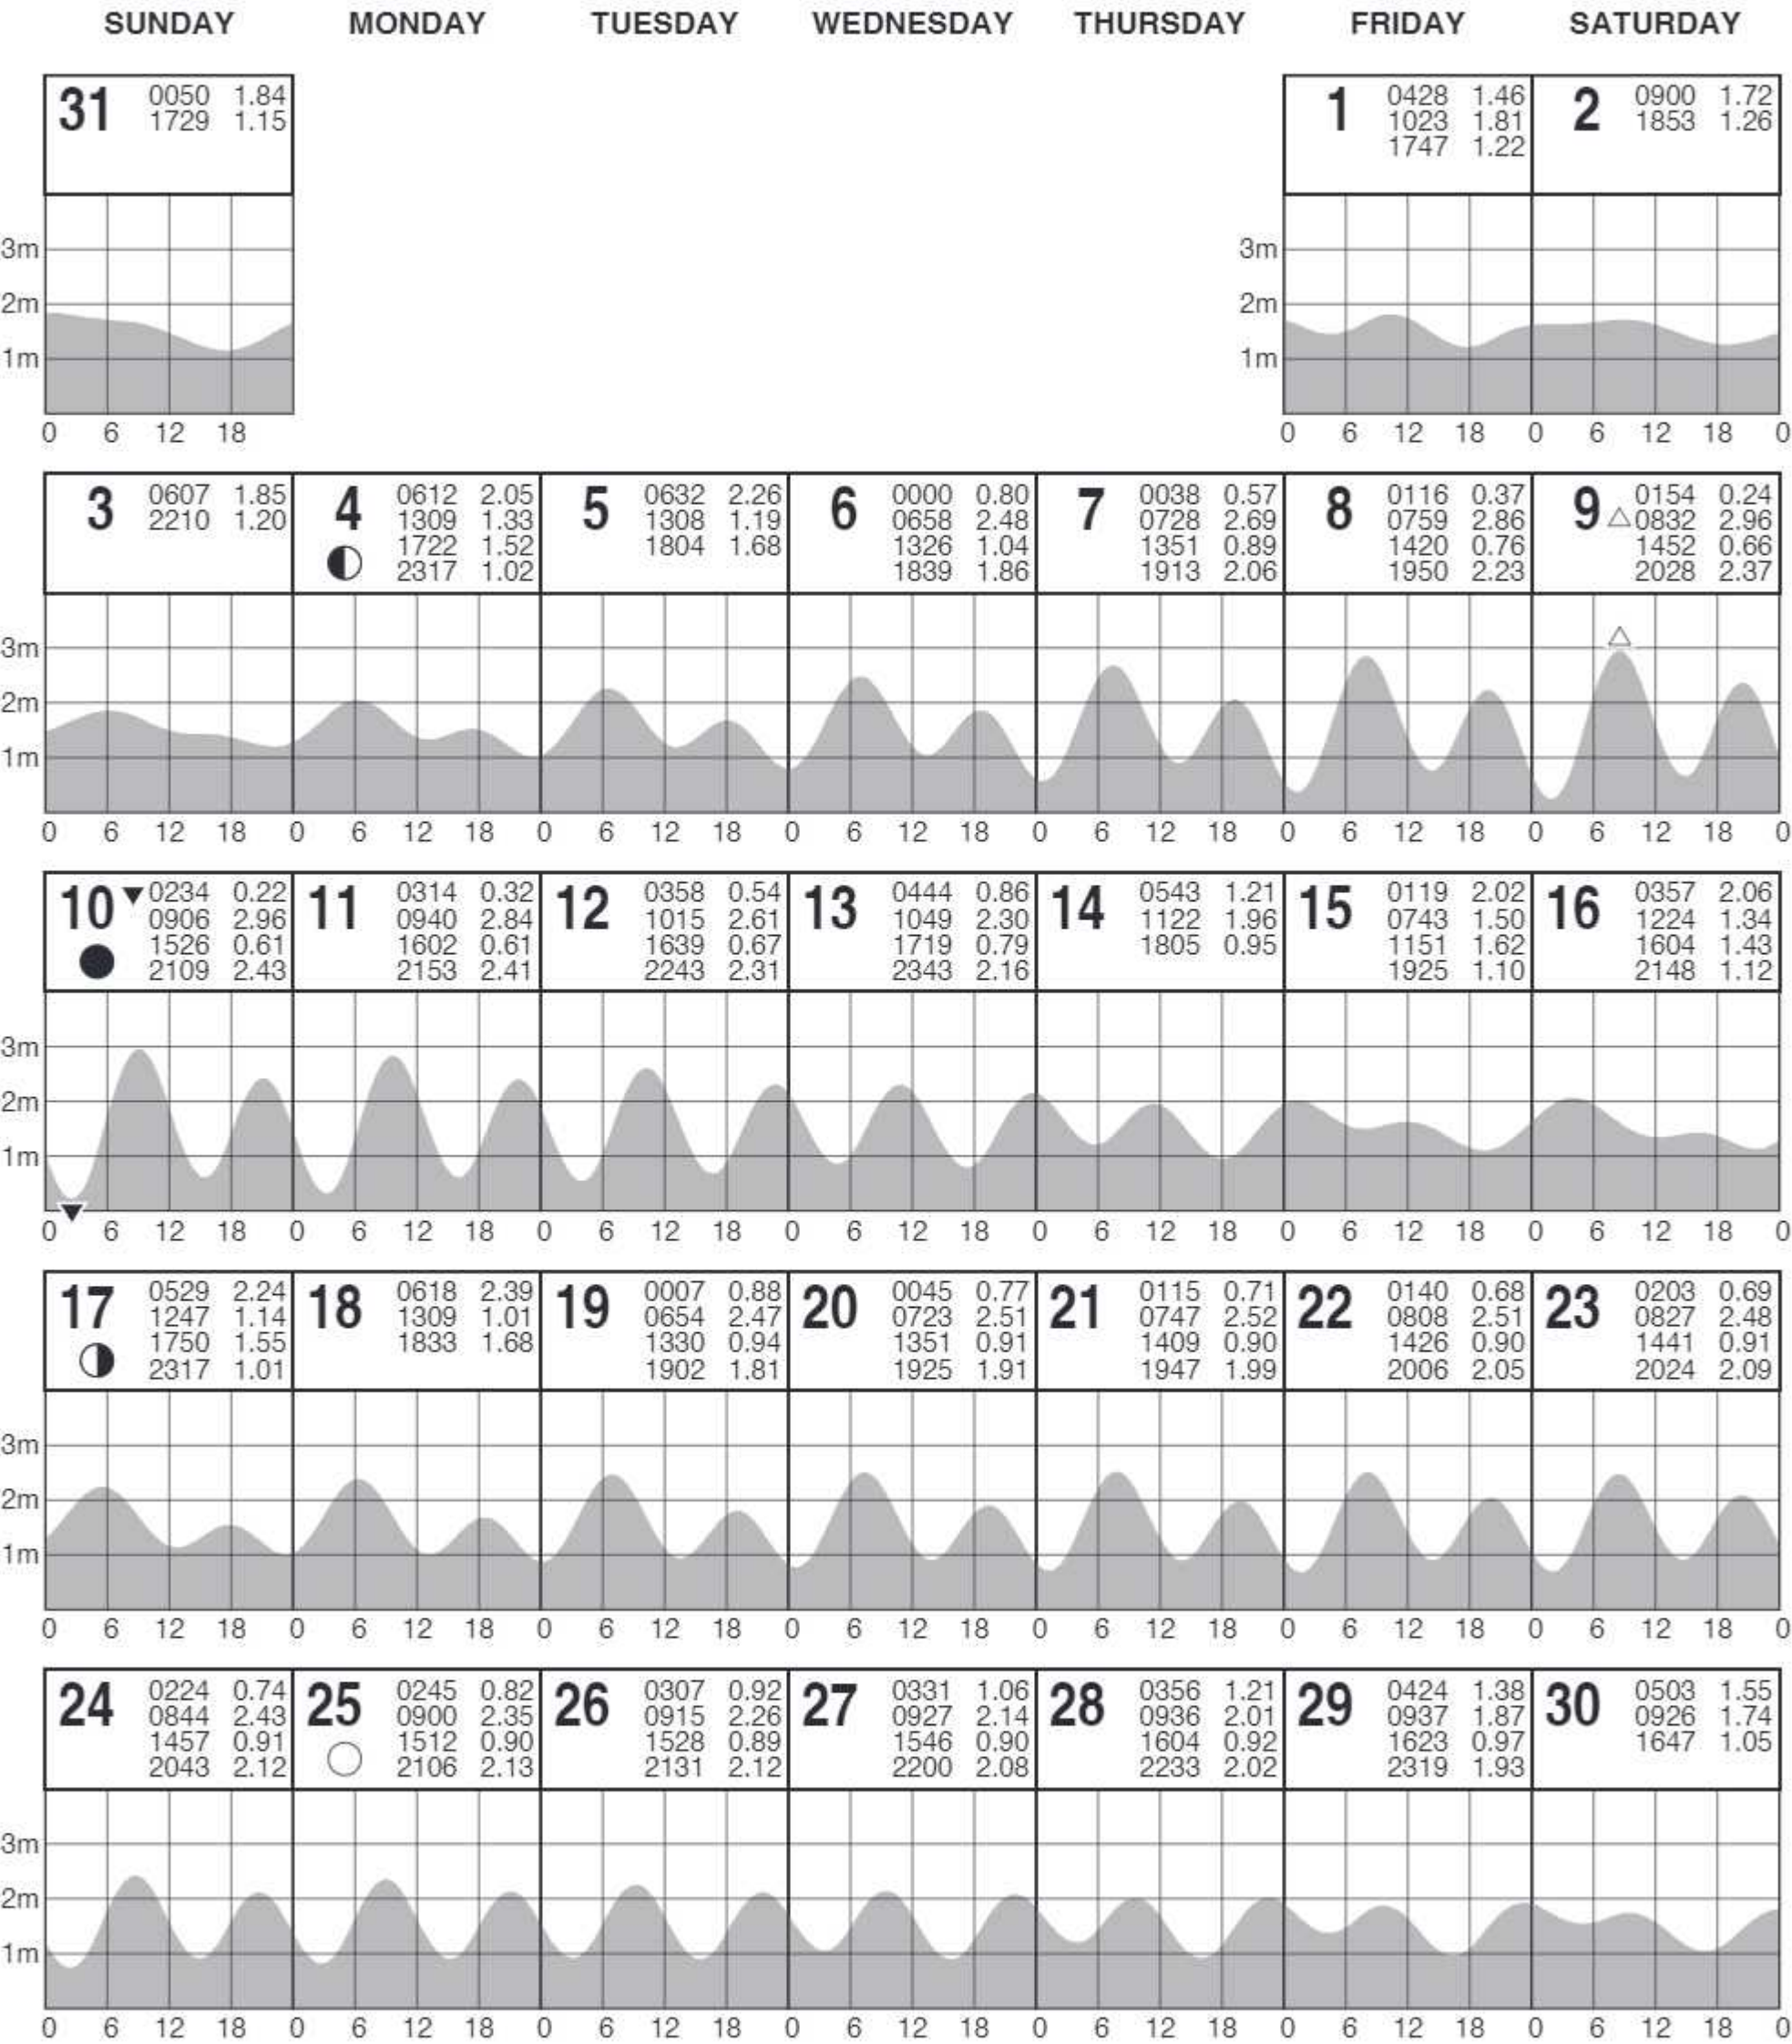 SUNDAY MONDAY TUESDAY WEDNESDAY THURSDAY FRIDAY SATURDAY
31 0050 1.84
1729 1.15
1 0428 1.46
1023 1.81
1747 1.22
2 0900 1.72
1853 1.26
3m 3m
2m 2m
1m 1m
0 6 12 18 0 6 12 18 0 6 12 18 0
3 0607 1.85
2210 1.20
4 0612 2.05
1309 1.33
1722 1.52
2317 1.02
5 0632 2.26
1308 1.19
1804 1.68
6 0000 0.80
0658 2.48
1326 1.04
1839 1.86
7 0038 0.57
0728 2.69
1351 0.89
1913 2.06
8 0116 0.37
0759 2.86
1420 0.76
1950 2.23
9 0154 0.24
0832 2.96
1452 0.66
2028 2.37
3m
2m
1m
0 6 12 18 0 6 12 18 0 6 12 18 0 6 12 18 0 6 12 18 0 6 12 18 0 6 12 18 0
10 0234 0.22
0906 2.96
1526 0.61
2109 2.43
11 0314 0.32
0940 2.84
1602 0.61
2153 2.41
12 0358 0.54
1015 2.61
1639 0.67
2243 2.31
13 0444 0.86
1049 2.30
1719 0.79
2343 2.16
14 0543 1.21
1122 1.96
1805 0.95
15 0119 2.02
0743 1.50
1151 1.62
1925 1.10
16 0357 2.06
1224 1.34
1604 1.43
2148 1.12
3m
2m
1m
0 6 12 18 0 6 12 18 0 6 12 18 0 6 12 18 0 6 12 18 0 6 12 18 0 6 12 18 0
17 0529 2.24
1247 1.14
1750 1.55
2317 1.01
18 0618 2.39
1309 1.01
1833 1.68
19 0007 0.88
0654 2.47
1330 0.94
1902 1.81
20 0045 0.77
0723 2.51
1351 0.91
1925 1.91
21 0115 0.71
0747 2.52
1409 0.90
1947 1.99
22 0140 0.68
0808 2.51
1426 0.90
2006 2.05
23 0203 0.69
0827 2.48
1441 0.91
2024 2.09
3m
2m
1m
0 6 12 18 0 6 12 18 0 6 12 18 0 6 12 18 0 6 12 18 0 6 12 18 0 6 12 18 0
24 0224 0.74
0844 2.43
1457 0.91
2043 2.12
25 0245 0.82
0900 2.35
1512 0.90
2106 2.13
26 0307 0.92
0915 2.26
1528 0.89
2131 2.12
27 0331 1.06
0927 2.14
1546 0.90
2200 2.08
28 0356 1.21
0936 2.01
1604 0.92
2233 2.02
29 0424 1.38
0937 1.87
1623 0.97
2319 1.93
30 0503 1.55
0926 1.74
1647 1.05
3m
2m
1m
0 6 12 18 0 6 12 18 0 6 12 18 0 6 12 18 0 6 12 18 0 6 12 18 0 6 12 18 0